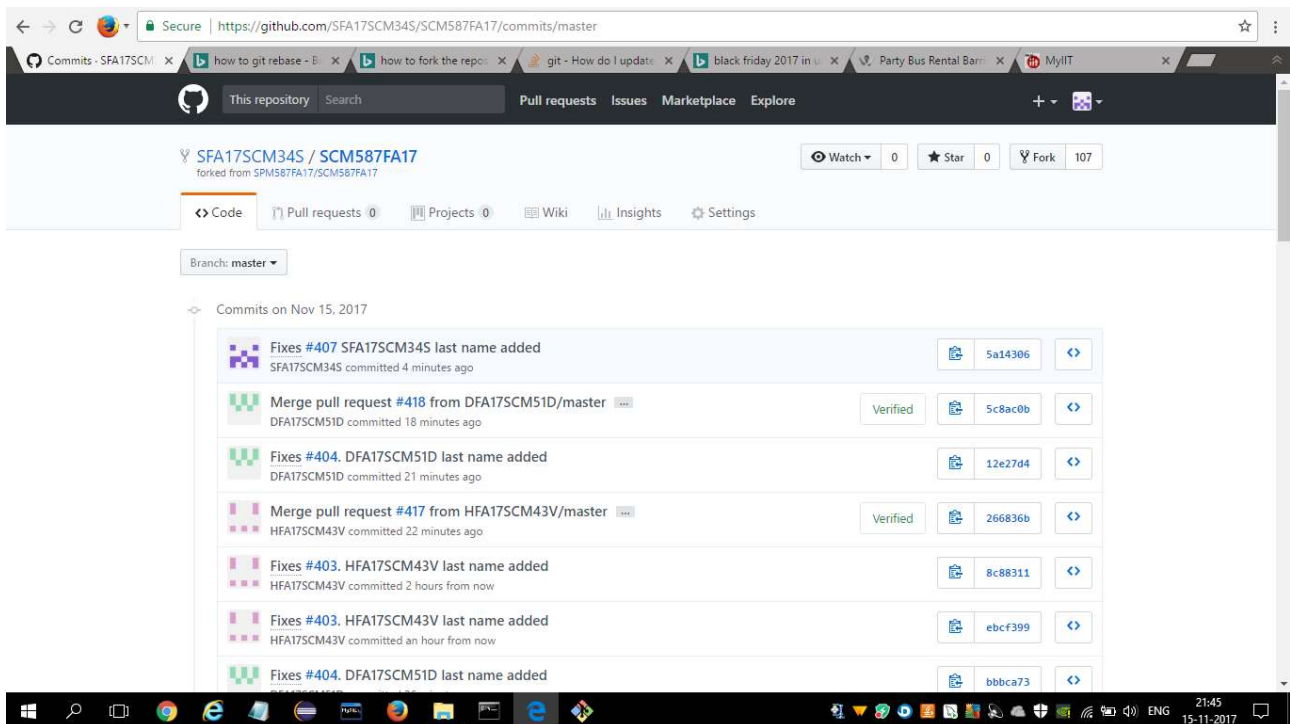 Secure | https://github.com/SFA17SCM34S/SCM587FA17/commits/master
Commits · SFA17SCM how to git rebase - B how to fork the repos git - How do I update black friday 2017 in u Party Bus Rental Barri MyIIT
This repository Search Pull requests Issues Marketplace Explore
SFA17SCM34S / SCM587FA17
forked from SPM587FA17/SCM587FA17
Watch 0 Star 0 Fork 107
Code Pull requests 0 Projects 0 Wiki Insights Settings
Branch: master
Commits on Nov 15, 2017
Fixes #407 SFA17SCM34S last name added
SFA17SCM34S committed 4 minutes ago
5a14306
Merge pull request #418 from DFA17SCM51D/master ...
DFA17SCM51D committed 18 minutes ago
Verified 5c8ac0b
Fixes #404. DFA17SCM51D last name added
DFA17SCM51D committed 21 minutes ago
12e27d4
Merge pull request #417 from HFA17SCM43V/master ...
HFA17SCM43V committed 22 minutes ago
Verified 266836b
Fixes #403. HFA17SCM43V last name added
HFA17SCM43V committed 2 hours from now
8c88311
Fixes #403. HFA17SCM43V last name added
HFA17SCM43V committed an hour from now
ebcf399
Fixes #404. DFA17SCM51D last name added
bbbca73
ENG 21:45
15-11-2017